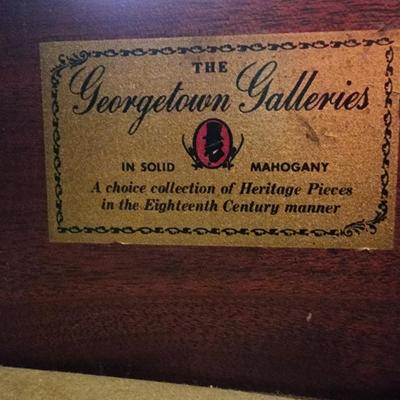 THE
Georgetown Galleries
IN SOLID MAHOGANY
A choice collection of Heritage Pieces
in the Eighteenth Century manner